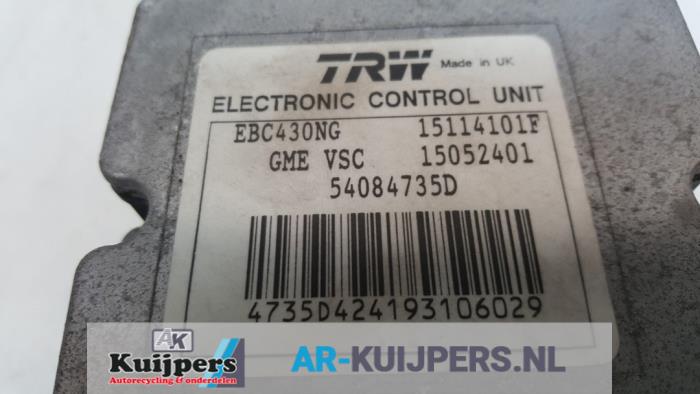 TRW Made in UK
ELECTRONIC CONTROL UNIT
EBC430NG 15114101F
GME VSC 15052401
54084735D
4735D424193106029
AK
Kuijpers
Autorecycling & onderdelen
AR-KUIJPERS.NL